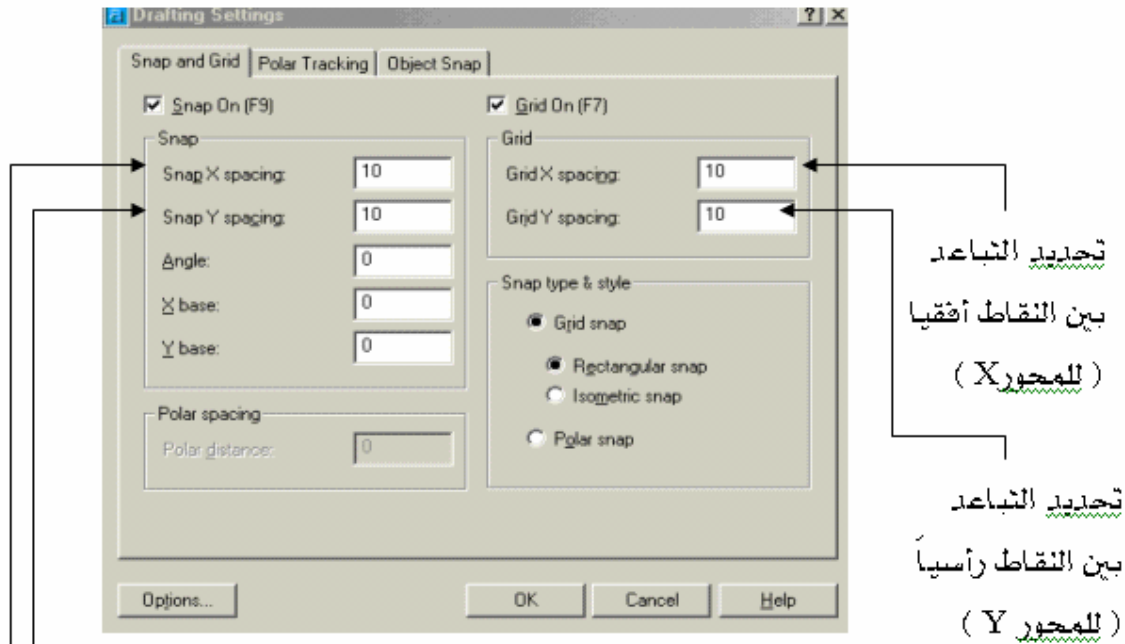 Drafting Settings
Snap and Grid Polar Tracking Object Snap
Snap On (F9)
Snap
Snap X spacing: 10
Snap Y spacing: 10
Angle: 0
X base: 0
Y base: 0
Polar spacing
Polar distance: 0
Grid On (F7)
Grid
Grid X spacing: 10
Grid Y spacing: 10
Snap type & style
Grid snap
Rectangular snap
Isometric snap
Polar snap
Options... OK Cancel Help
تحديد التباعد
بين النقاط أفقيا
( للمحورX )
تحديد التباعد
بين النقاط رأسياً
( للمحور Y )